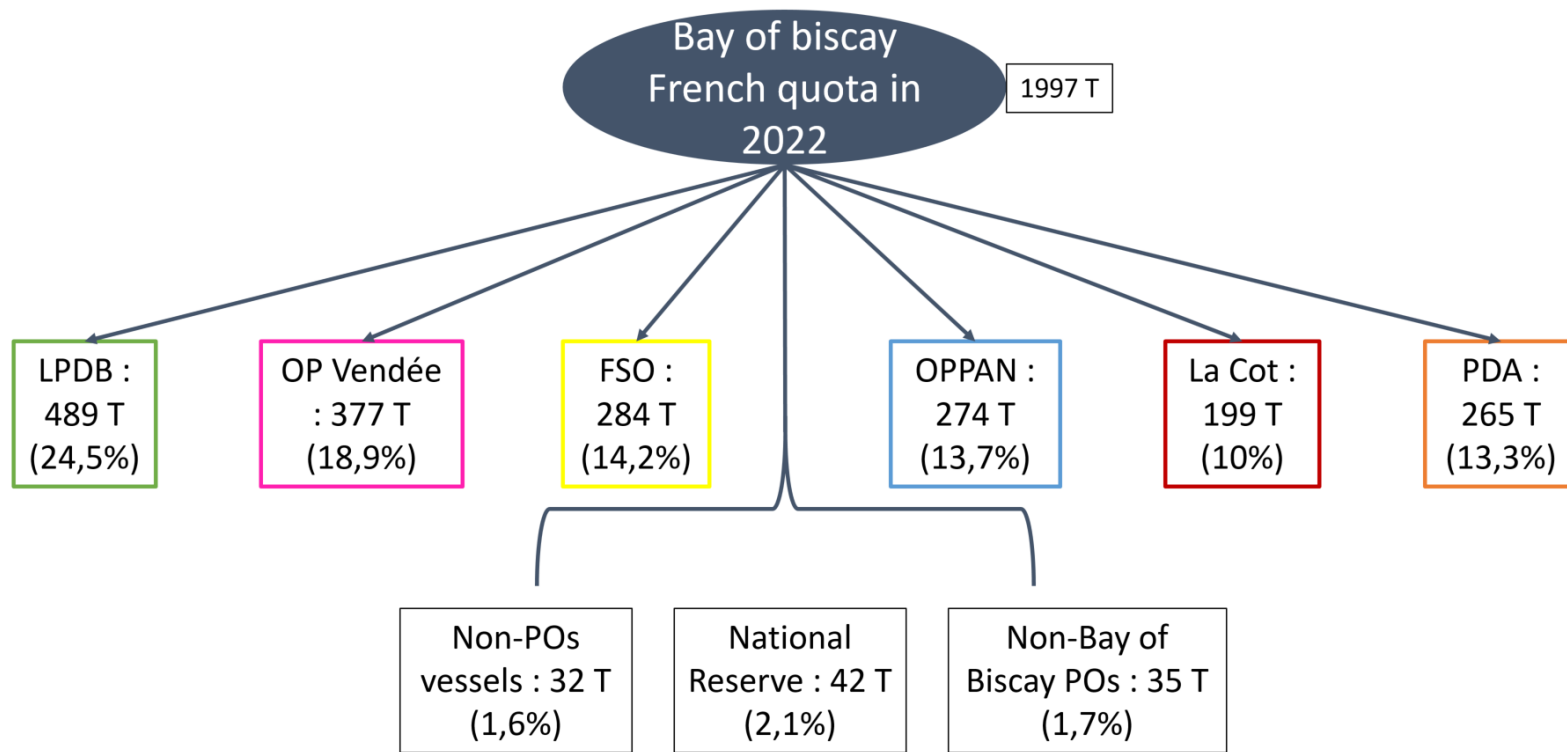 Bay of biscay
French quota in
2022
1997 T
LPDB :
489 T
(24,5%)
OP Vendée
: 377 T
(18,9%)
FSO :
284 T
(14,2%)
OPPAN :
274 T
(13,7%)
La Cot :
199 T
(10%)
PDA :
265 T
(13,3%)
Non-POs
vessels : 32 T
(1,6%)
National
Reserve : 42 T
(2,1%)
Non-Bay of
Biscay POs : 35 T
(1,7%)